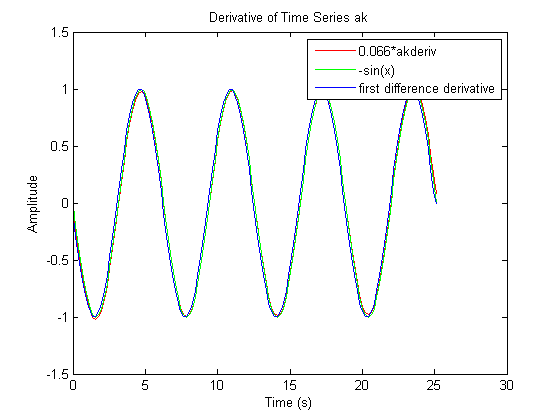 Derivative of Time Series ak
0.066*akderiv
-sin(x)
first difference derivative
1.5
1
0.5
0
-0.5
-1
-1.5
Amplitude
0 5 10 15 20 25 30
Time (s)